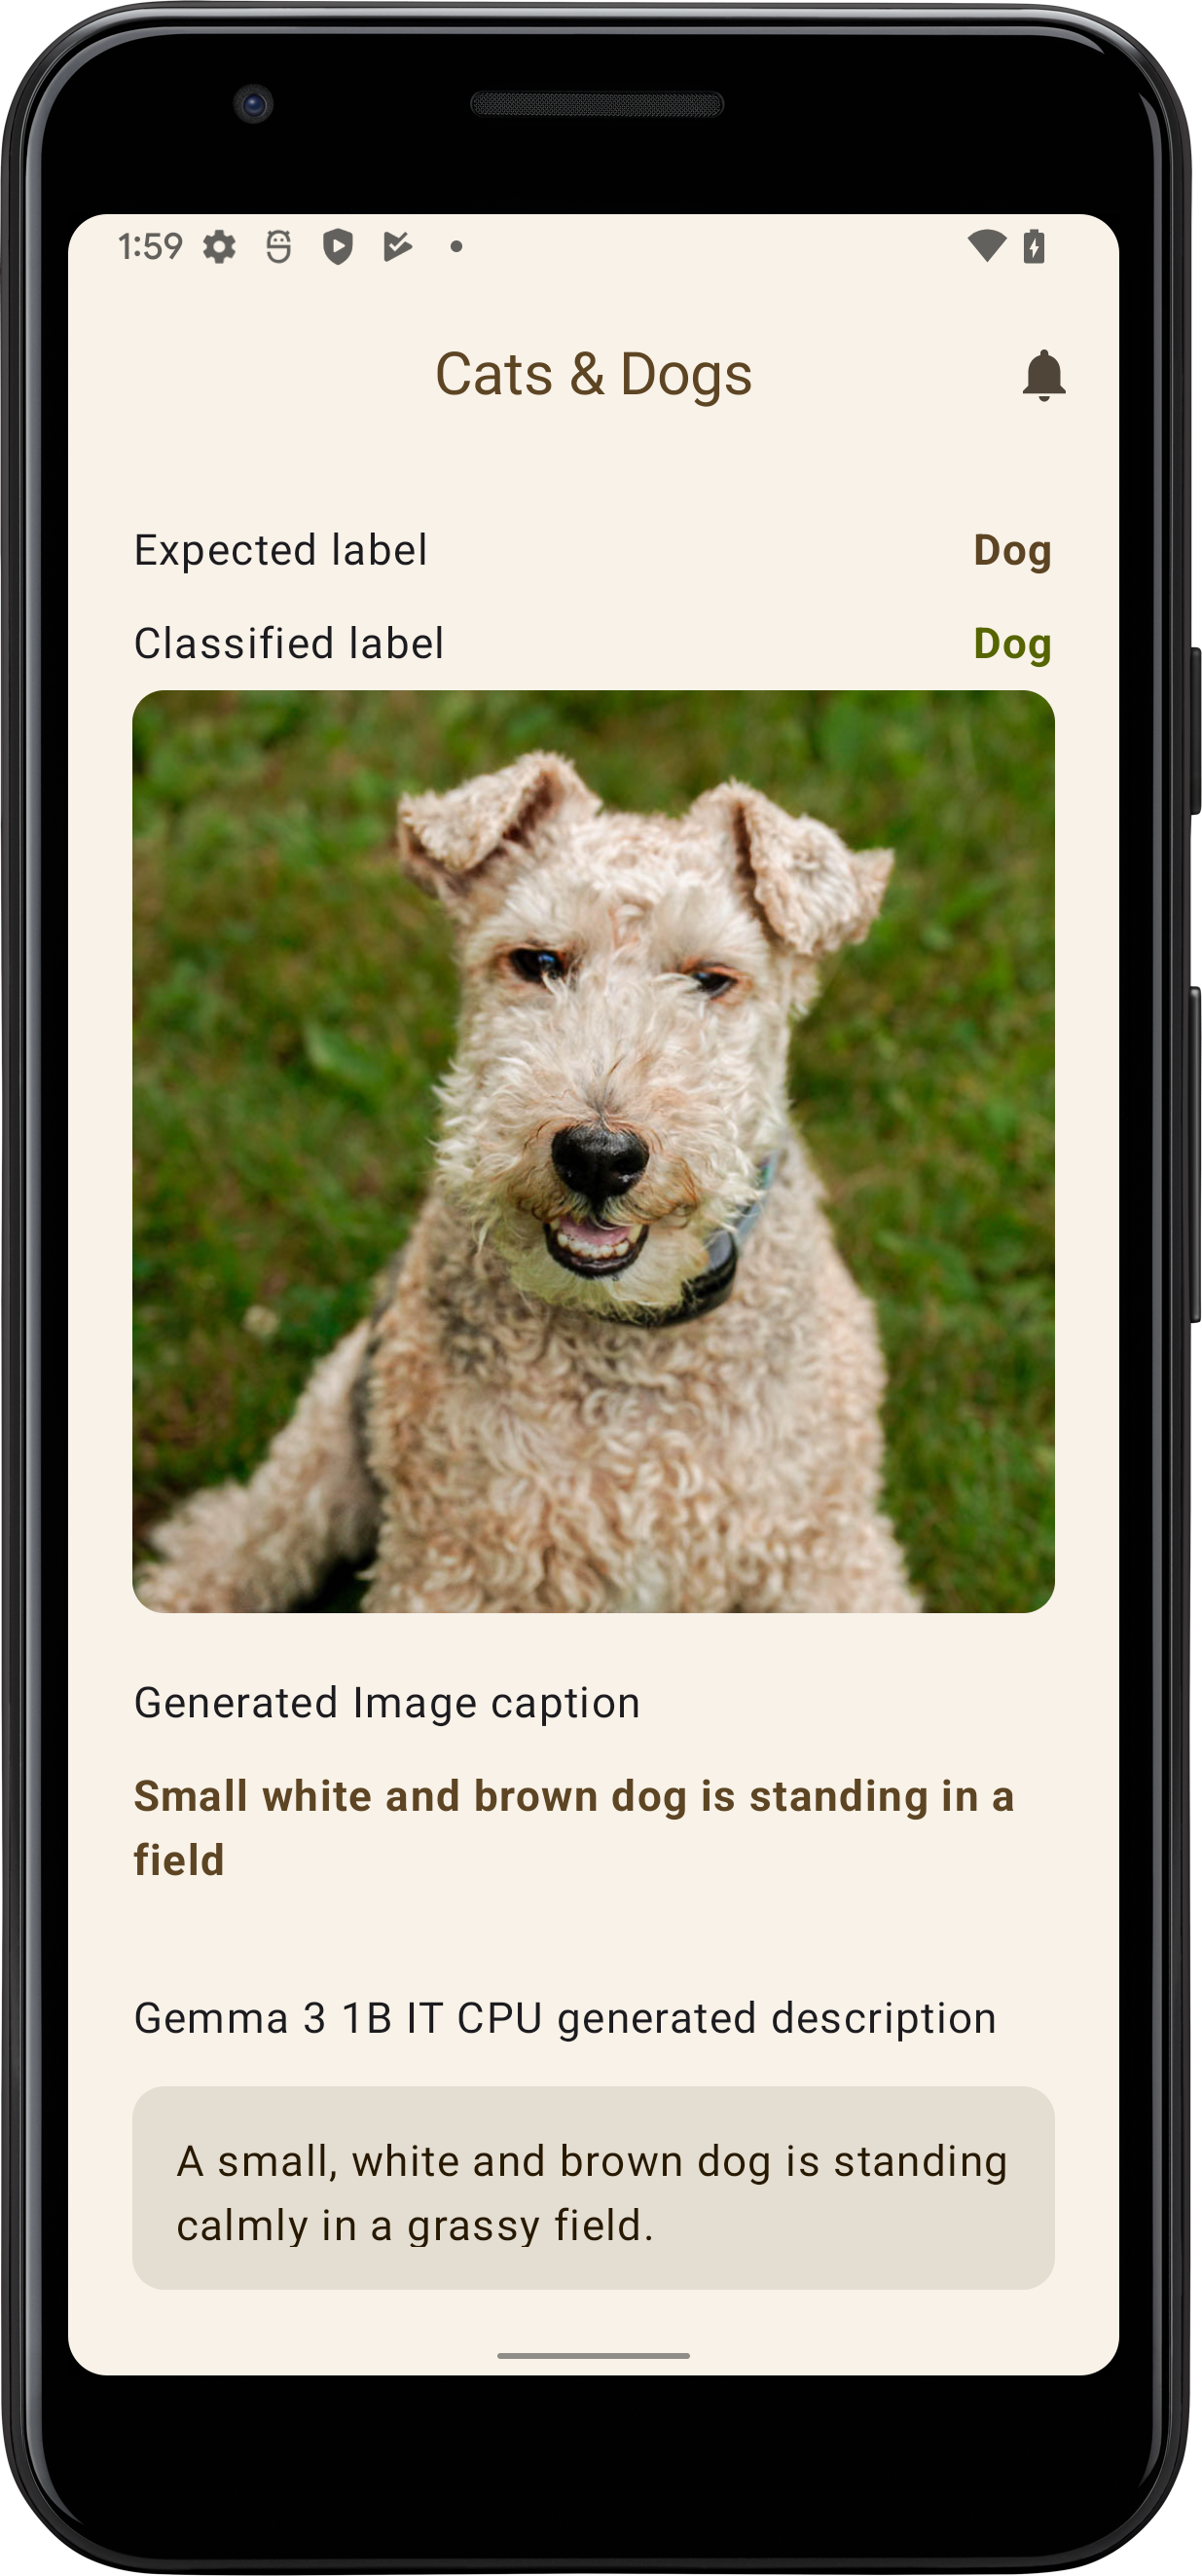 1:59
Cats & Dogs
Expected label Dog
Classified label Dog
Generated Image caption
Small white and brown dog is standing in a
field
Gemma 3 1B IT CPU generated description
A small, white and brown dog is standing
calmly in a grassy field.